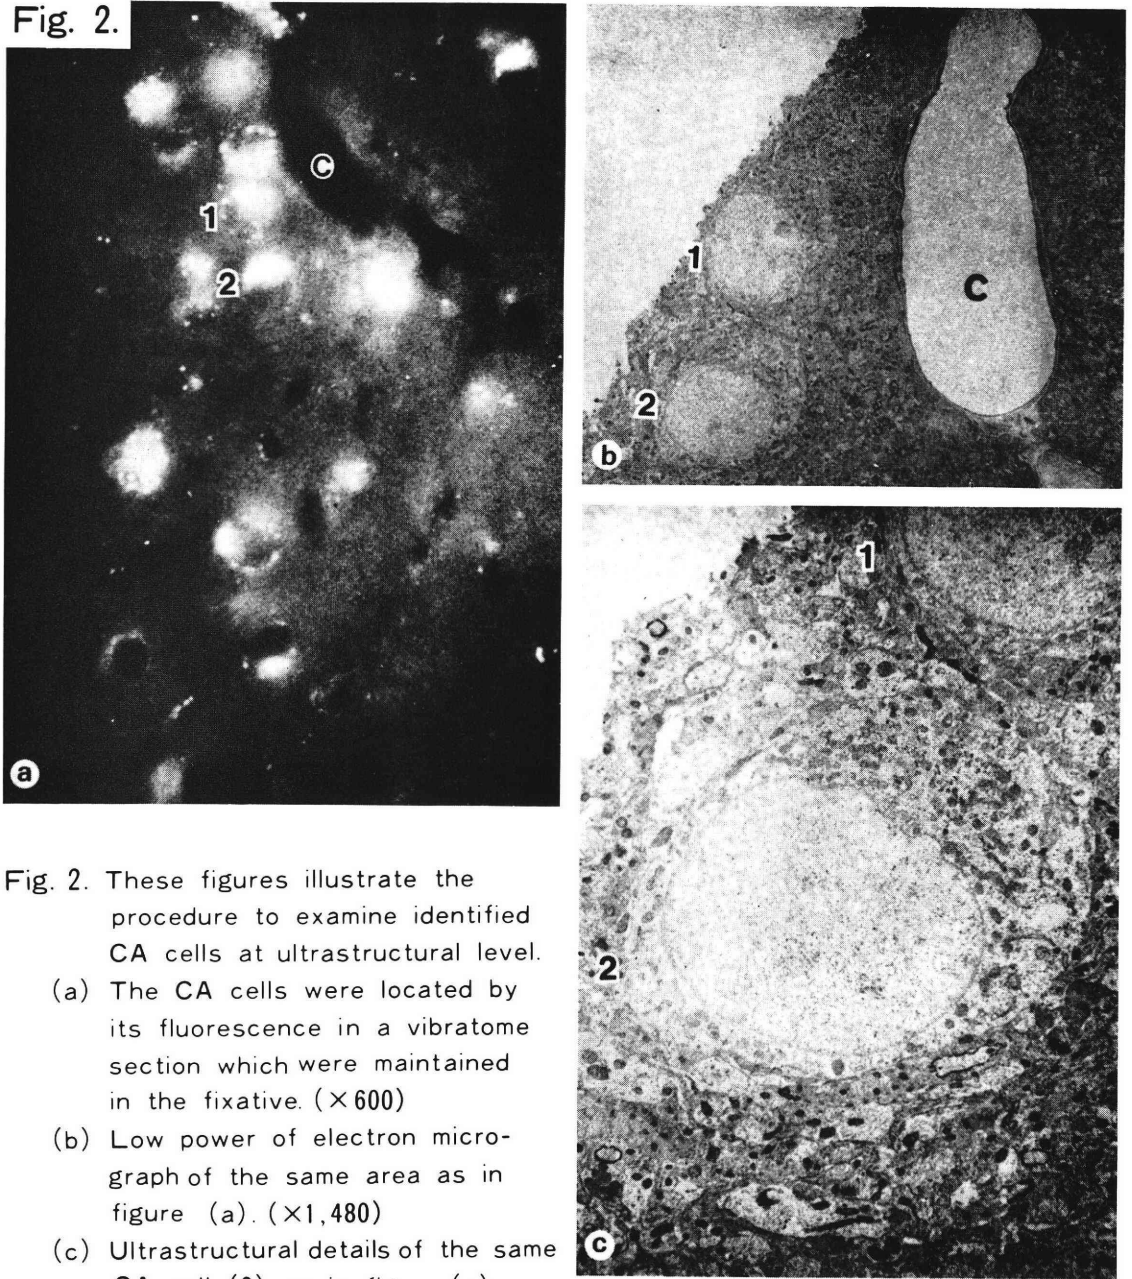 Fig. 2.
C
1
2
a
1
2
C
b
1
2
c
Fig. 2. These figures illustrate the
procedure to examine identified
CA cells at ultrastructural level.
(a) The CA cells were located by
its fluorescence in a vibratome
section which were maintained
in the fixative. (×600)
(b) Low power of electron micro-
graph of the same area as in
figure (a). (×1,480)
(c) Ultrastructural details of the same